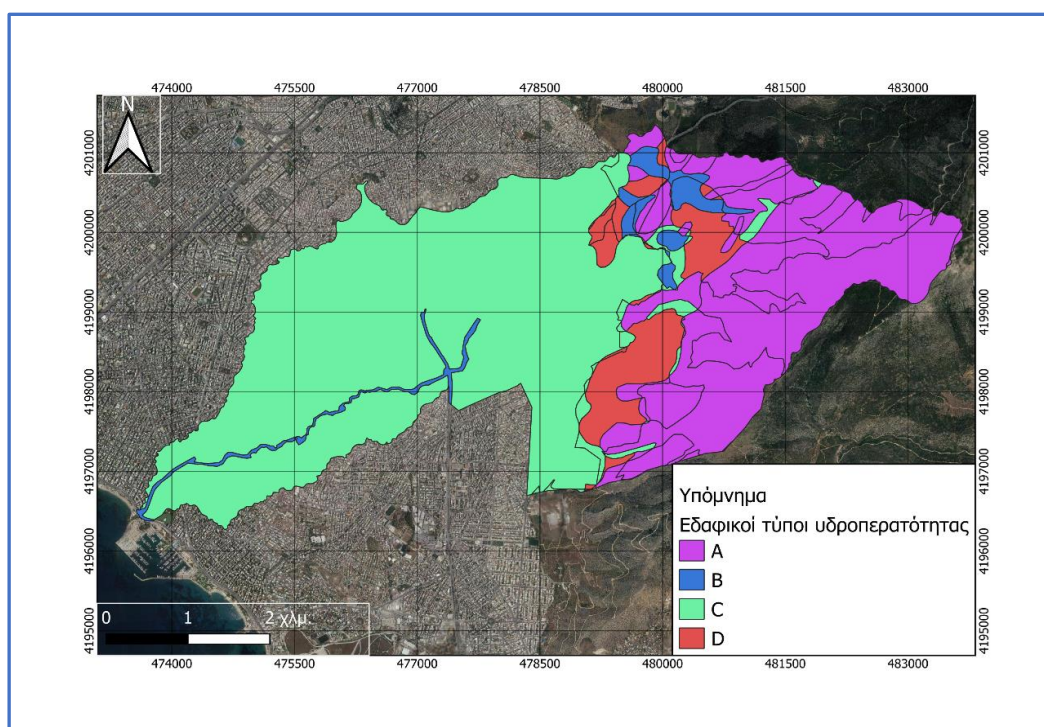 474000 475500 477000 478500 480000 481500 483000
N
4201000 4201000
4200000 4200000
4199000 4199000
4198000 4198000
4197000 4197000
4196000 4196000
4195000 4195000
Υπόμνημα
Εδαφικοί τύποι υδροπερατότητας
A
B
C
D
0 1 2 χλμ.
474000 475500 477000 478500 480000 481500 483000